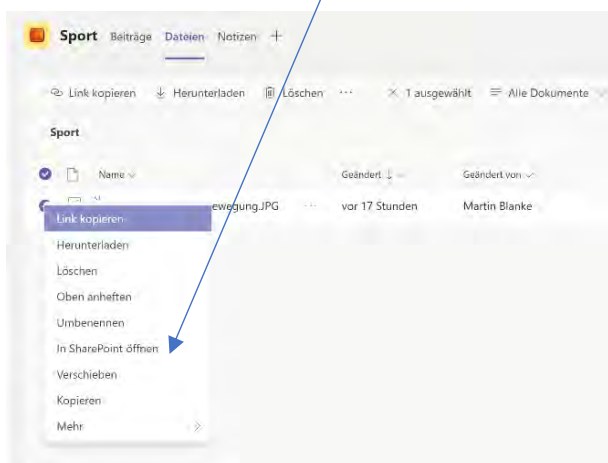 Sport Beiträge Dateien Notizen +
Link kopieren Herunterladen Löschen ... × 1 ausgewählt Alle Dokumente
Sport
Name Geändert ↓ Geändert von
ewegung.JPG ... vor 17 Stunden Martin Blanke
Link kopieren
Herunterladen
Löschen
Oben anheften
Umbenennen
In SharePoint öffnen
Verschieben
Kopieren
Mehr >